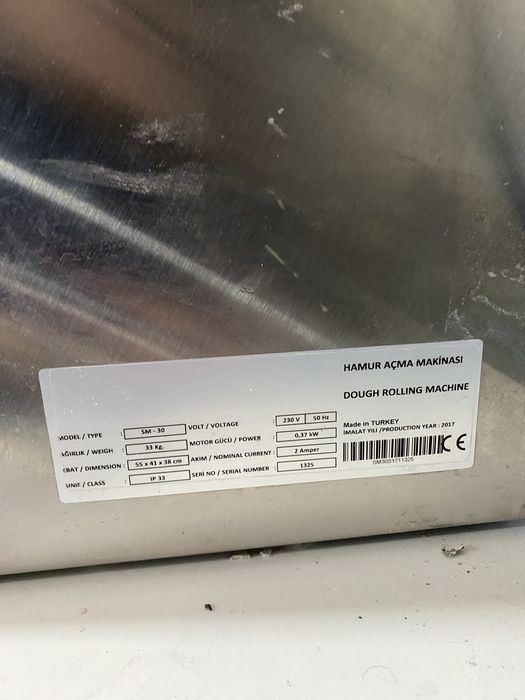 HAMUR AÇMA MAKİNASI
DOUGH ROLLING MACHINE
MODEL / TYPE : SM - 30 VOLT / VOLTAGE : 230 V 50 Hz
AĞIRLIK / WEIGH : 33 Kg. MOTOR GÜCÜ / POWER : 0,37 kW
EBAT / DIMENSION : 55 x 41 x 38 cm AKIM / NOMINAL CURRENT : 2 Amper
SINIF / CLASS : IP 33 SERİ NO / SERIAL NUMBER : 1325
Made in TURKEY
İMALAT YILI /PRODUCTION YEAR : 2017
CE
SM30S1711325